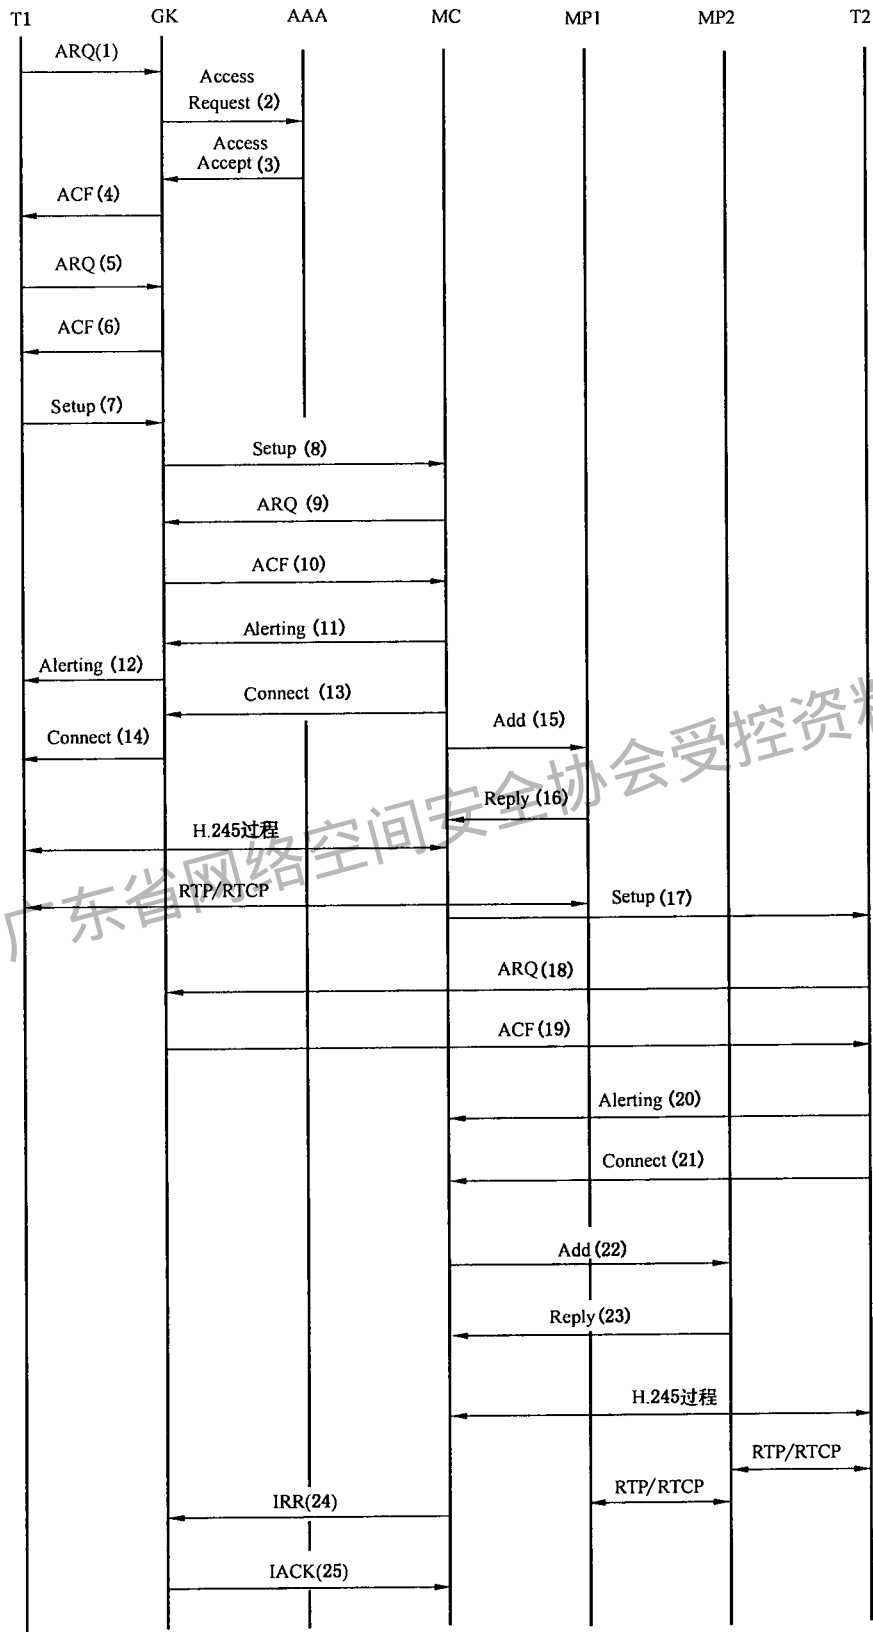 T1 GK AAA MC MP1 MP2 T2
ARQ(1)
Access
Request (2)
Access
Accept (3)
ACF (4)
ARQ (5)
ACF (6)
Setup (7)
Setup (8)
ARQ (9)
ACF (10)
Alerting (11)
Alerting (12)
Connect (13)
Add (15)
Connect (14)
Reply (16)
H.245过程
RTP/RTCP
Setup (17)
ARQ (18)
ACF (19)
Alerting (20)
Connect (21)
Add (22)
Reply (23)
H.245过程
RTP/RTCP
RTP/RTCP
IRR(24)
IACK(25)
广东省网络空间安全协会受控资料